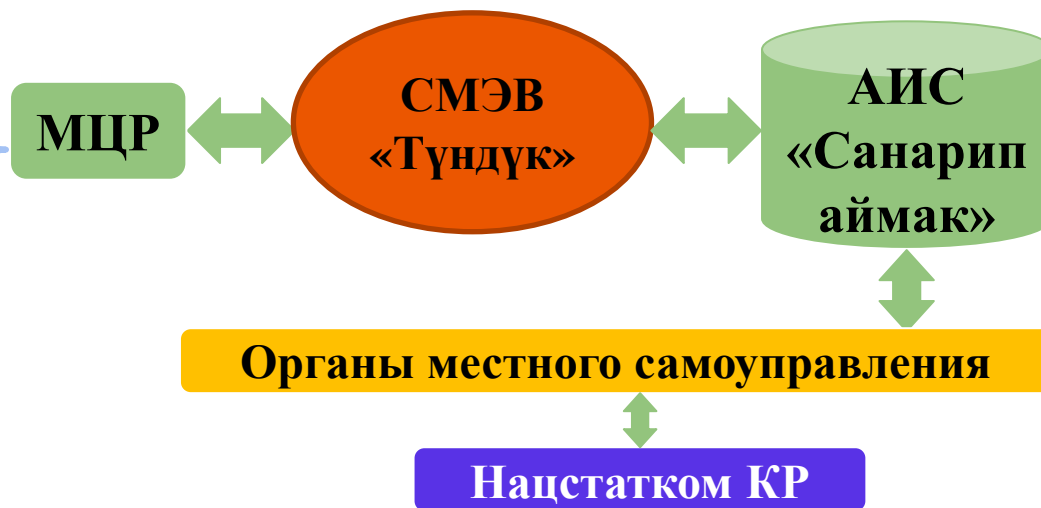 МЦР
СМЭВ
«Түндүк»
АИС
«Санарип
аймак»
Органы местного самоуправления
Нацстатком КР